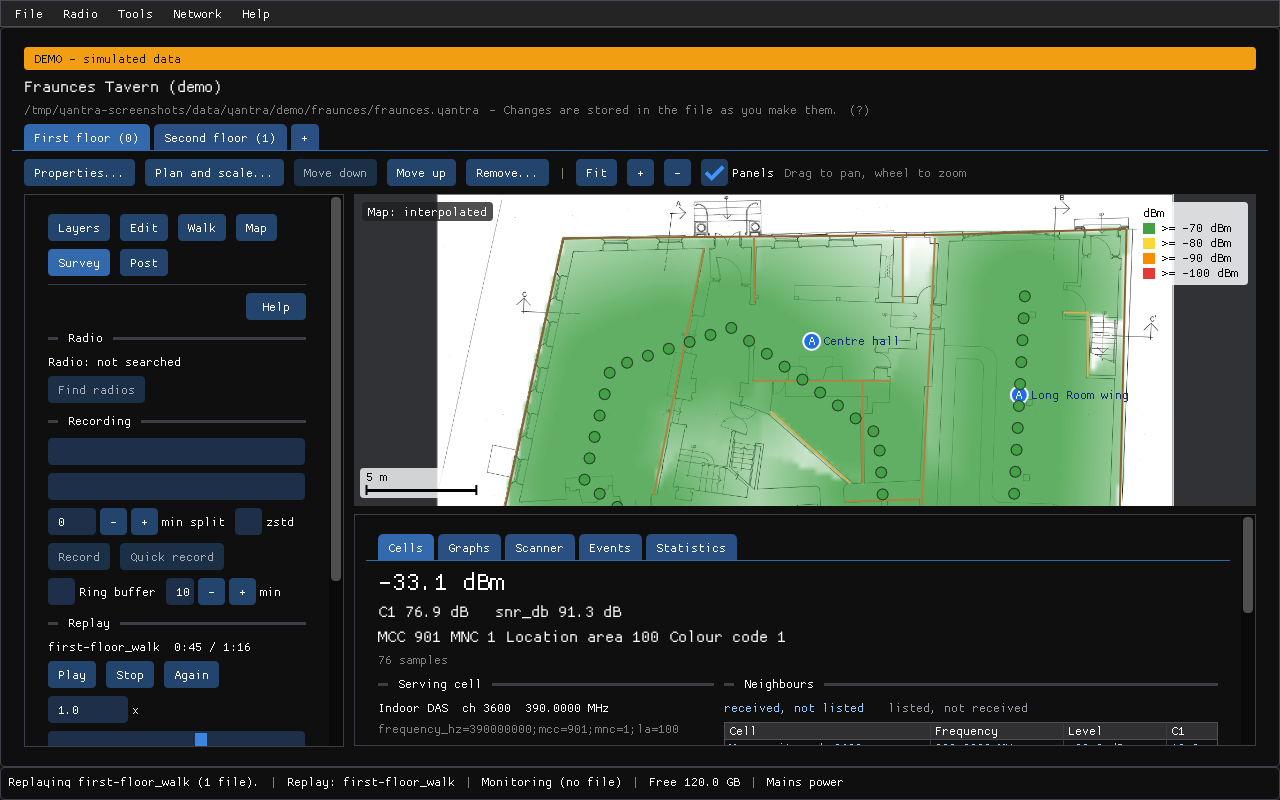 File Radio Tools Network Help
DEMO - simulated data
Fraunces Tavern (demo)
/tmp/yantra-screenshots/data/yantra/demo/fraunces/fraunces.yantra - Changes are stored in the file as you make them. (?)
First floor (0) Second floor (1) +
Properties... Plan and scale... Move down Move up Remove... | Fit + - Panels Drag to pan, wheel to zoom
Layers Edit Walk Map
Survey Post
Help
Radio
Radio: not searched
Find radios
Recording
0 - + min split zstd
Record Quick record
Ring buffer 10 - + min
Replay
first-floor_walk 0:45 / 1:16
Play Stop Again
1.0 x
Map: interpolated
A
B
C
C'
A Centre hall
A Long Room wing
5 m
dBm
>= -70 dBm
>= -80 dBm
>= -90 dBm
>= -100 dBm
Cells Graphs Scanner Events Statistics
-33.1 dBm
C1 76.9 dB snr_db 91.3 dB
MCC 901 MNC 1 Location area 100 Colour code 1
76 samples
Serving cell
Indoor DAS ch 3600 390.0000 MHz
frequency_hz=390000000;mcc=901;mnc=1;la=100
Neighbours
received, not listed listed, not received
Cell Frequency Level C1
Replaying first-floor_walk (1 file). | Replay: first-floor_walk | Monitoring (no file) | Free 120.0 GB | Mains power